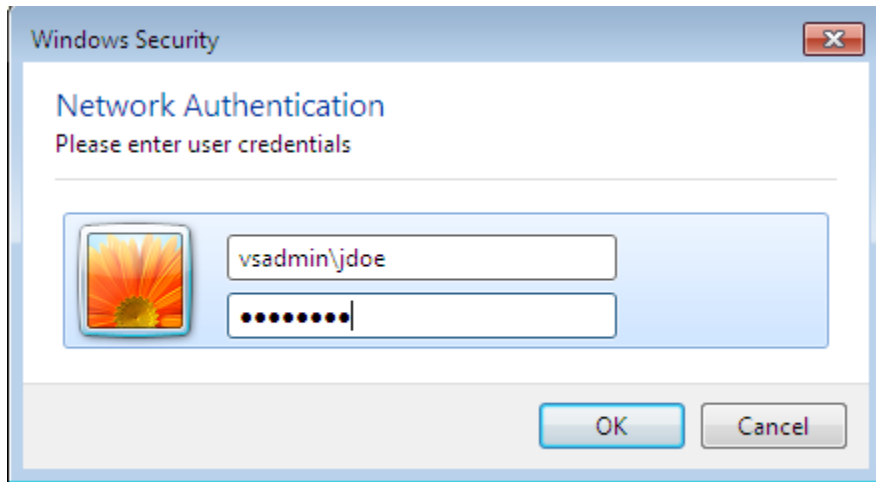 Windows Security
Network Authentication
Please enter user credentials
vsadmin\jdoe
●●●●●●●●
OK
Cancel